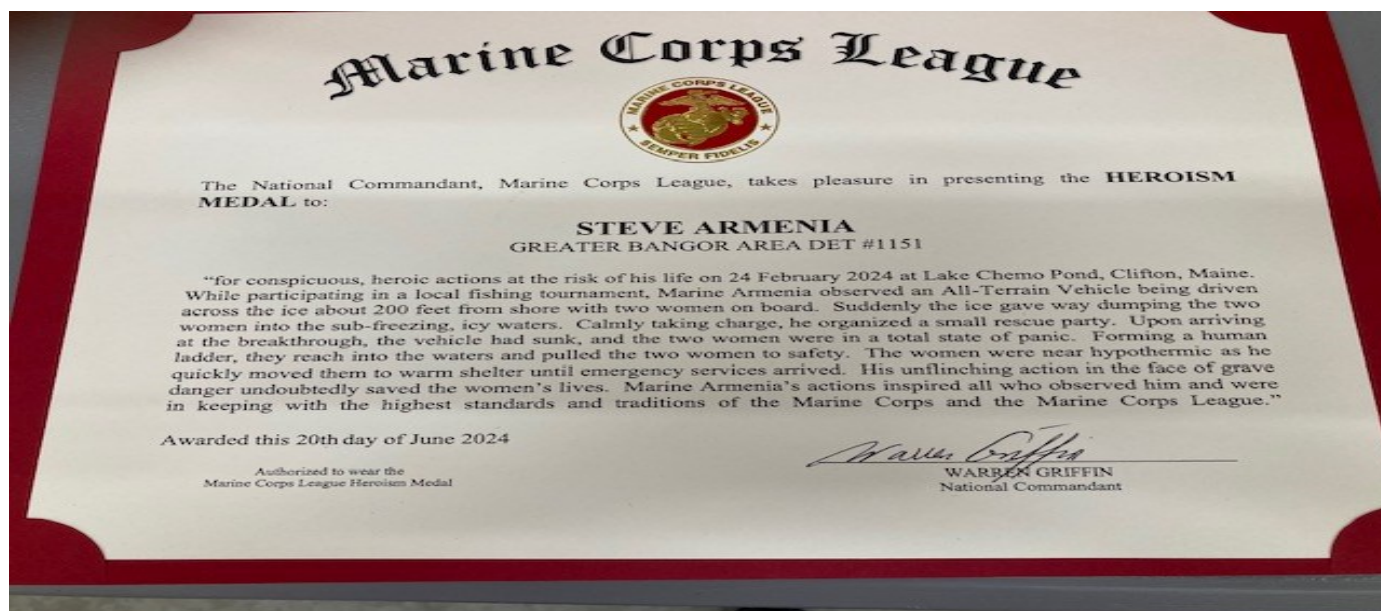 Marine Corps League
MARINE CORPS LEAGUE
SEMPER FIDELIS
The National Commandant, Marine Corps League, takes pleasure in presenting the HEROISM
MEDAL to:
STEVE ARMENIA
GREATER BANGOR AREA DET #1151
“for conspicuous, heroic actions at the risk of his life on 24 February 2024 at Lake Chemo Pond, Clifton, Maine.
While participating in a local fishing tournament, Marine Armenia observed an All-Terrain Vehicle being driven
across the ice about 200 feet from shore with two women on board. Suddenly the ice gave way dumping the two
women into the sub-freezing, icy waters. Calmly taking charge, he organized a small rescue party. Upon arriving
at the breakthrough, the vehicle had sunk, and the two women were in a total state of panic. Forming a human
ladder, they reach into the waters and pulled the two women to safety. The women were near hypothermic as he
quickly moved them to warm shelter until emergency services arrived. His unflinching action in the face of grave
danger undoubtedly saved the women’s lives. Marine Armenia’s actions inspired all who observed him and were
in keeping with the highest standards and traditions of the Marine Corps and the Marine Corps League.”
Awarded this 20th day of June 2024
Authorized to wear the
Marine Corps League Heroism Medal
Warren Griffin
WARREN GRIFFIN
National Commandant